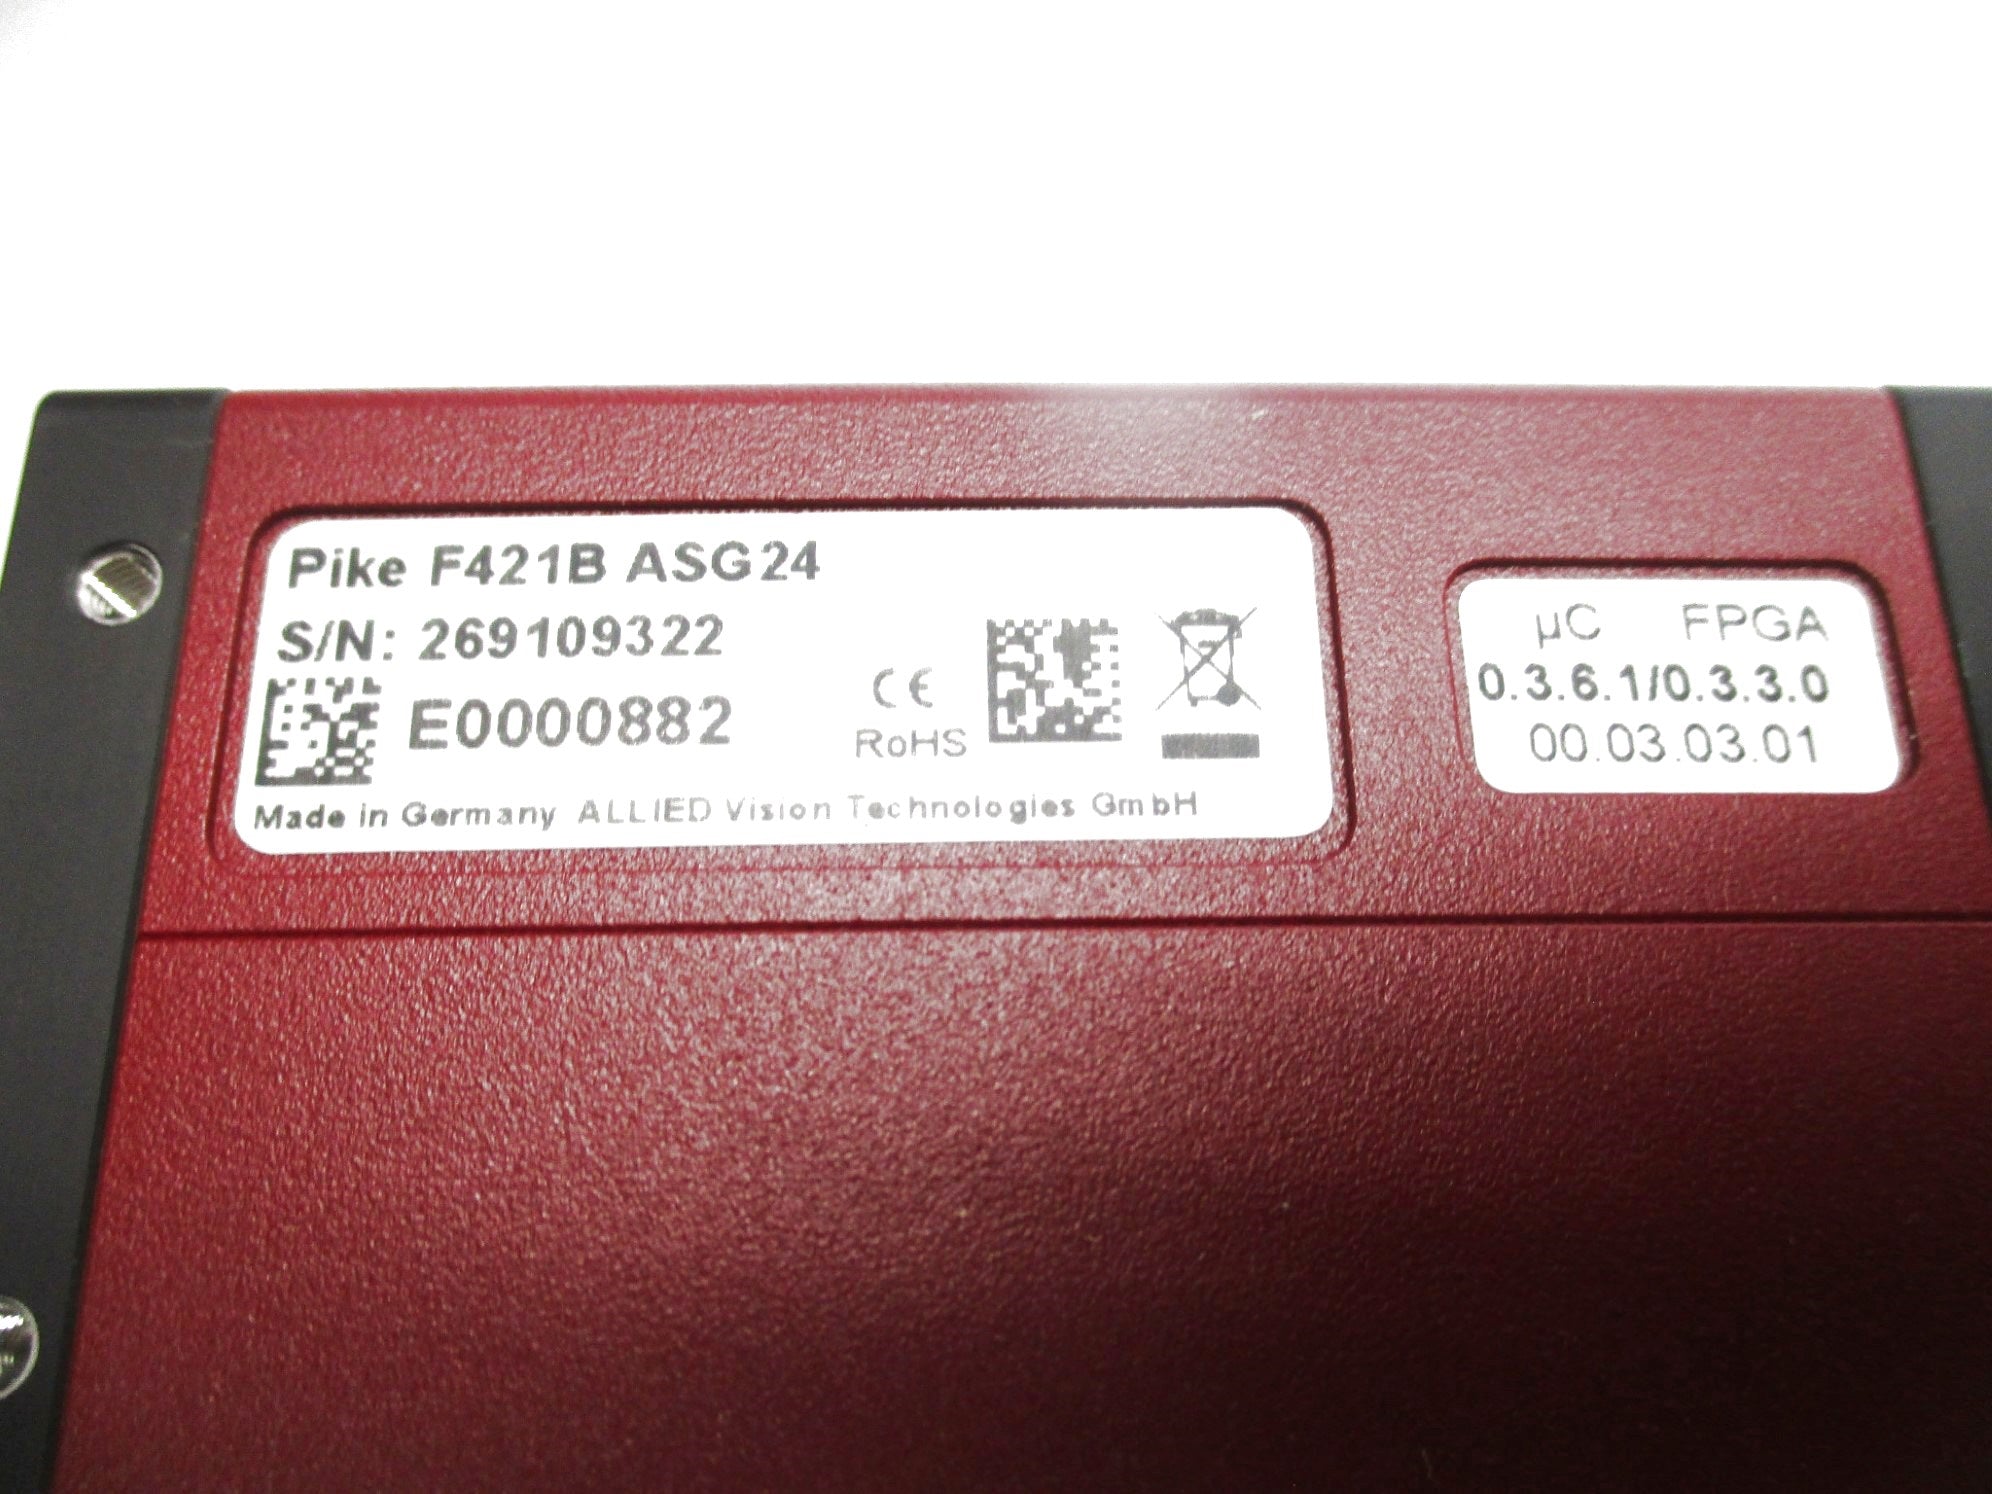 Pike F421B ASG24
S/N: 269109322
E0000882
CE
RoHS
Made in Germany ALLIED Vision Technologies GmbH
µC FPGA
0.3.6.1/0.3.3.0
00.03.03.01